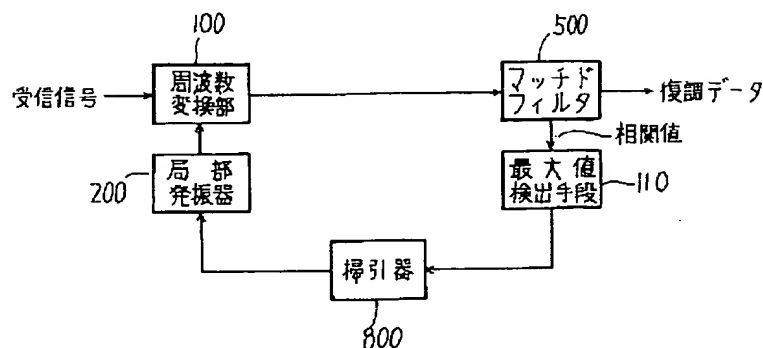 100
500
受信信号
周波数
変換部
マッチド
フィルタ
復調データ
相関値
200
局部
発振器
最大値
検出手段
110
掃引器
800